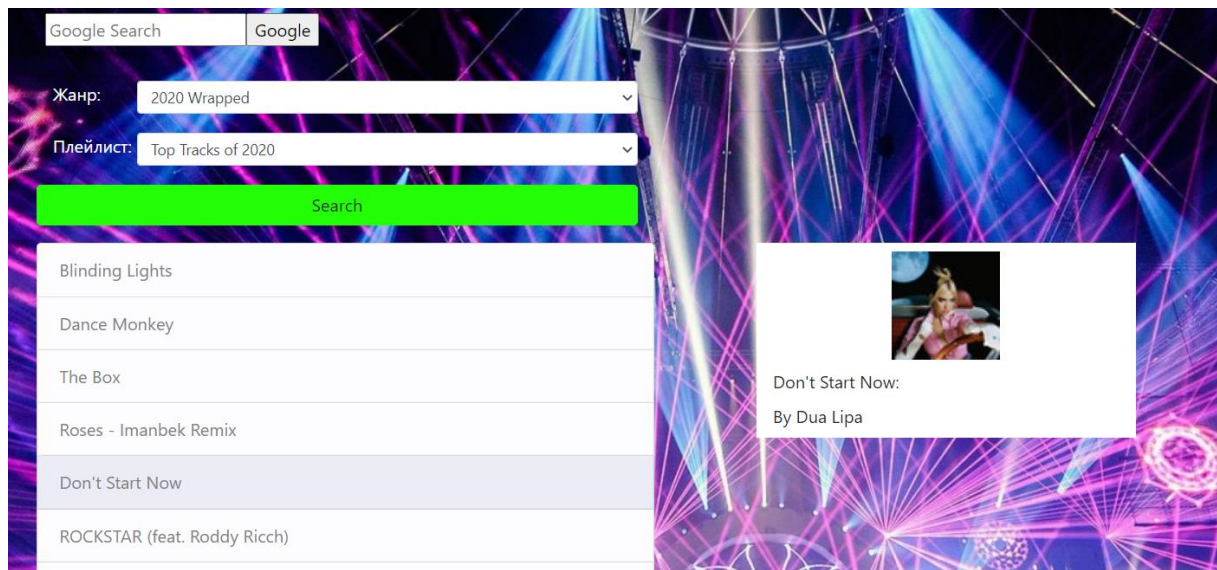 Google Search Google
Жанр: 2020 Wrapped
Плейлист: Top Tracks of 2020
Search
Blinding Lights
Dance Monkey
The Box
Roses - Imanbek Remix
Don't Start Now
ROCKSTAR (feat. Roddy Ricch)
Don't Start Now:
By Dua Lipa